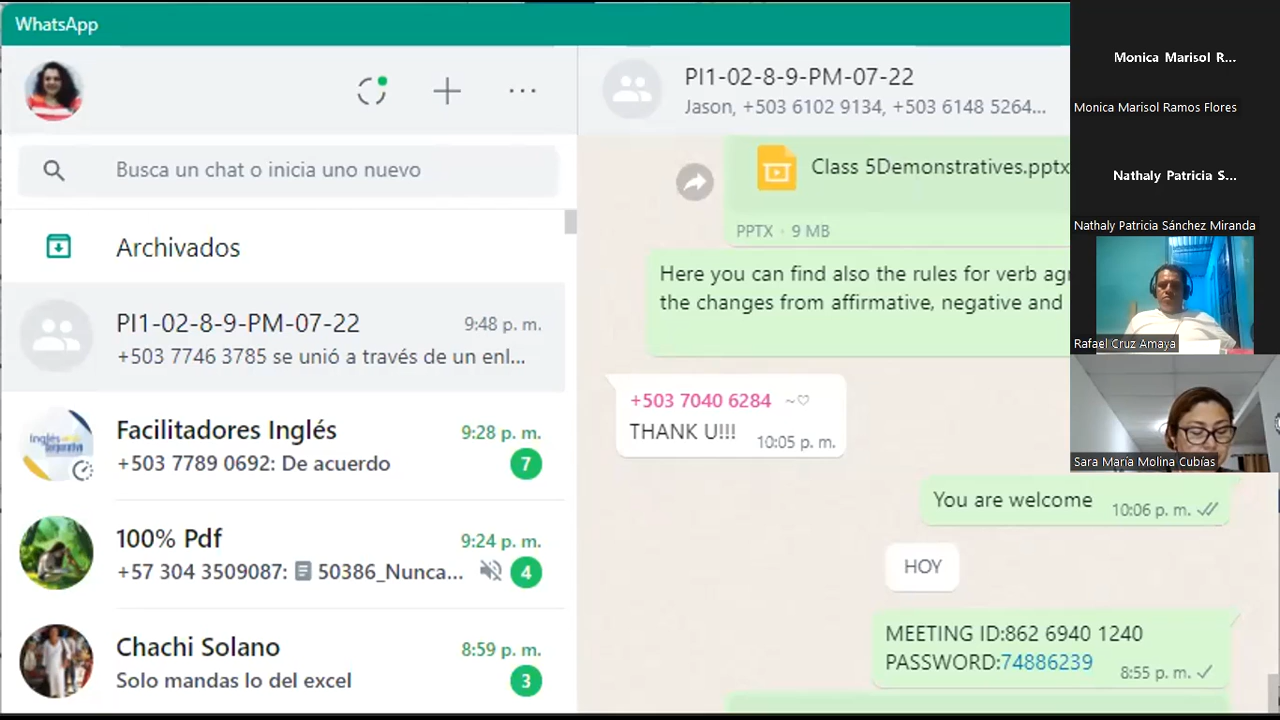 WhatsApp
Busca un chat o inicia uno nuevo
Archivados
PI1-02-8-9-PM-07-22
9:48 p. m.
+503 7746 3785 se unió a través de un enl...
Facilitadores Inglés
9:28 p. m.
+503 7789 0692: De acuerdo
7
100% Pdf
9:24 p. m.
+57 304 3509087: 50386_Nunca...
4
Chachi Solano
8:59 p. m.
Solo mandas lo del excel
3
PI1-02-8-9-PM-07-22
Jason, +503 6102 9134, +503 6148 5264...
Class 5Demonstratives.pptx
PPTX · 9 MB
Here you can find also the rules for verb agr
the changes from affirmative, negative and
+503 7040 6284 ~♡
THANK U!!! 10:05 p. m.
You are welcome 10:06 p. m.
HOY
MEETING ID:862 6940 1240
PASSWORD:74886239
8:55 p. m.
Monica Marisol R...
Monica Marisol Ramos Flores
Nathaly Patricia S...
Nathaly Patricia Sánchez Miranda
Rafael Cruz Amaya
Sara María Molina Cubías